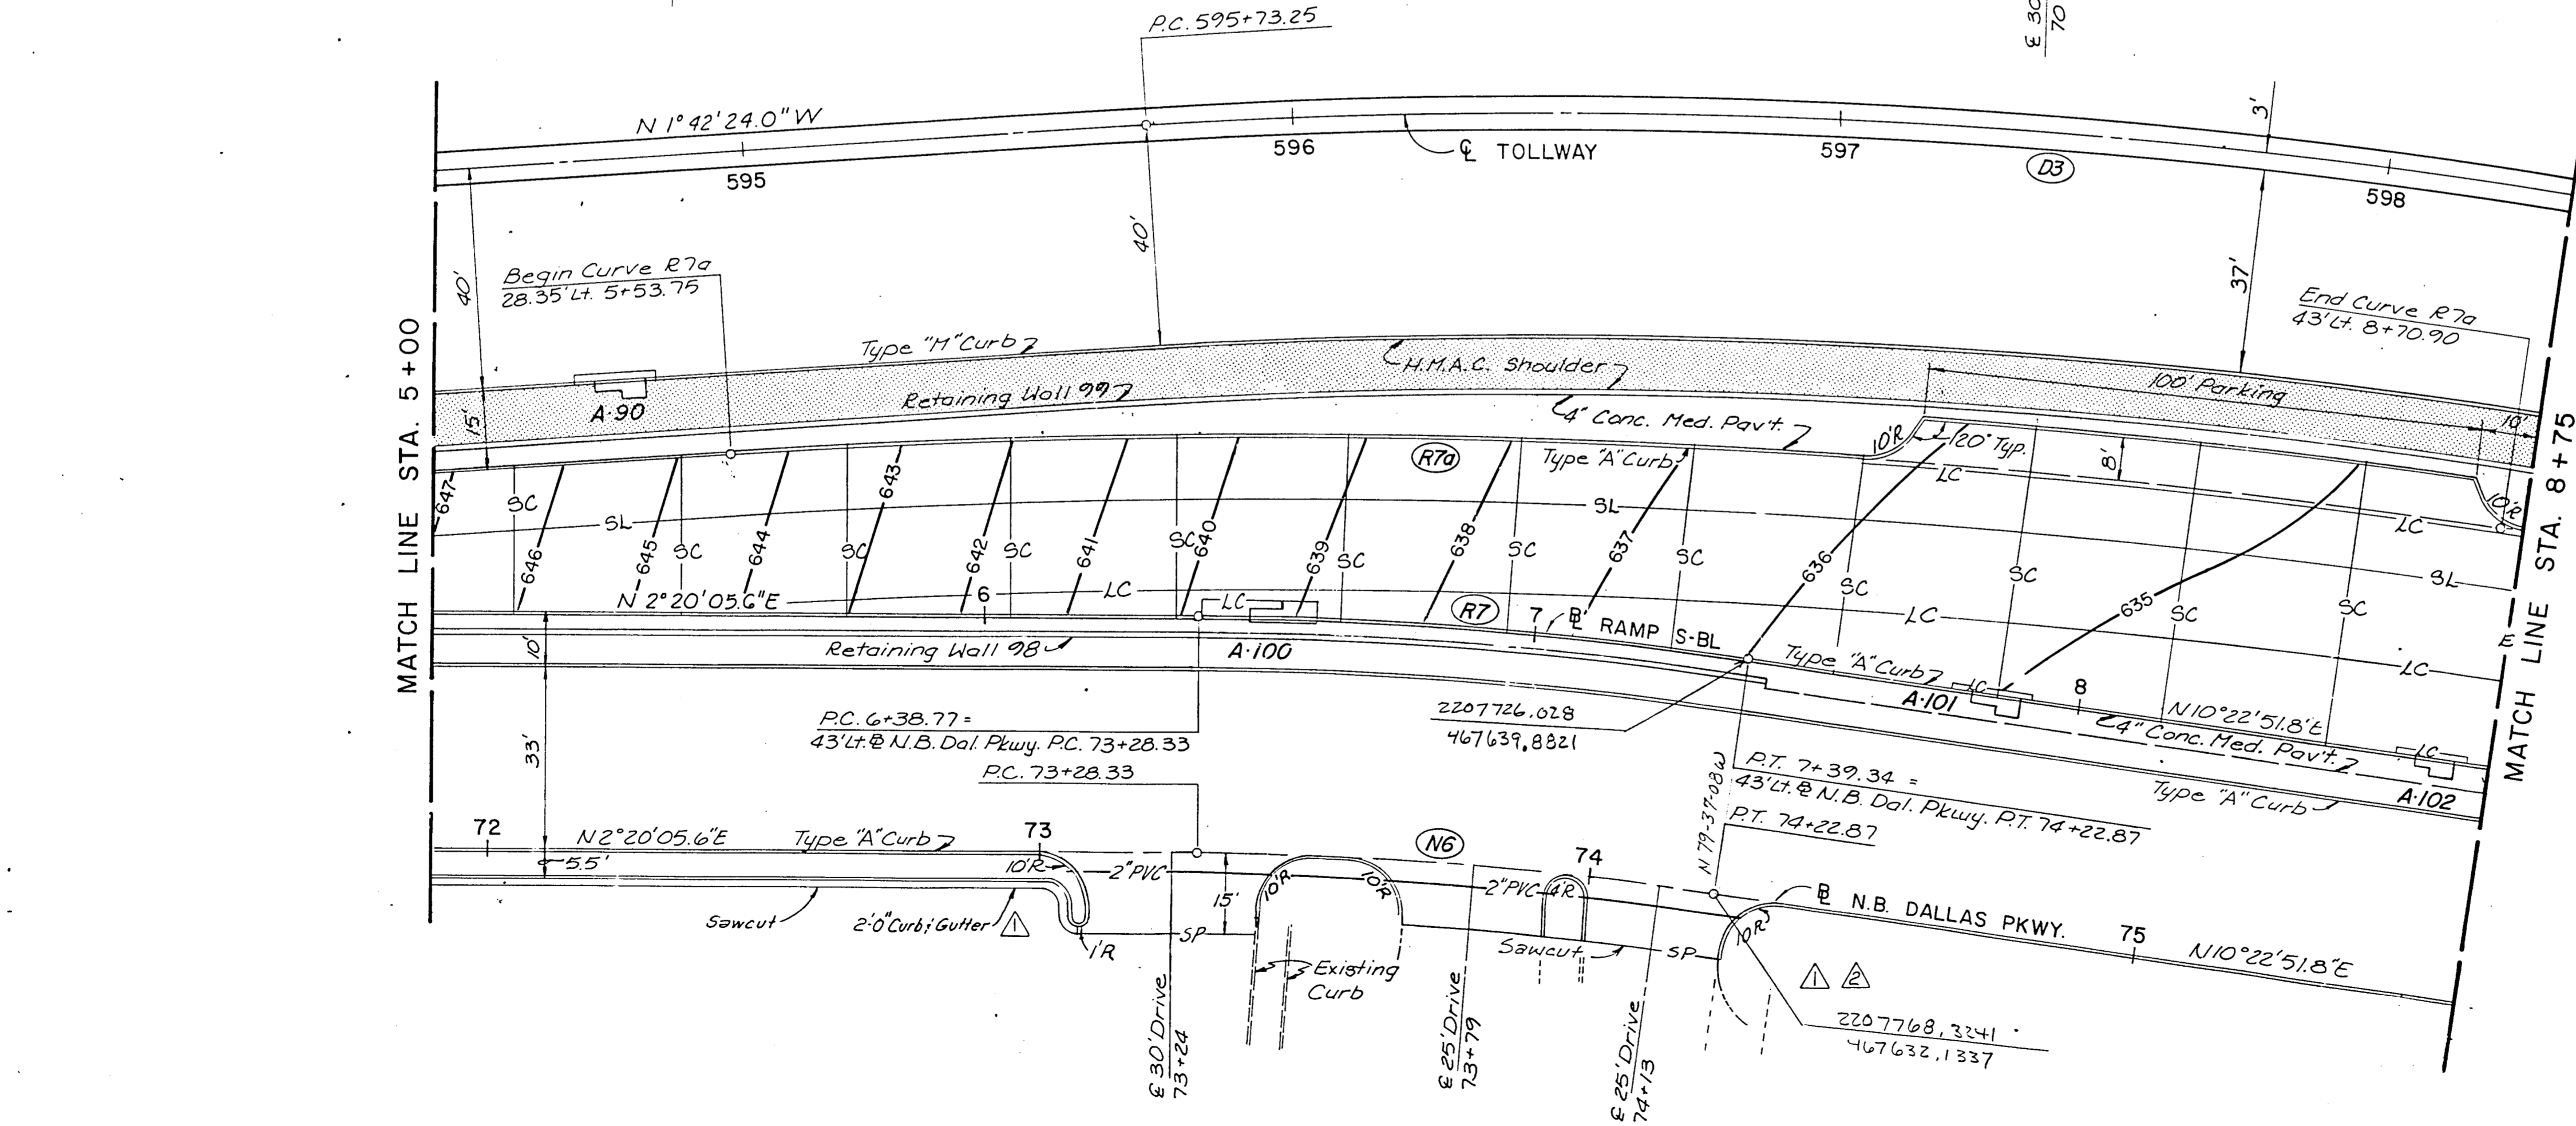 P.C. 595+73.25
℄ 30
70
N 1°42'24.0"W
595
596
℄ TOLLWAY
597
D3
3'
598
40'
40'
37'
Begin Curve R7a
28.35' Lt. 5+53.75
End Curve R7a
43' Lt. 8+70.90
MATCH LINE STA. 5+00
Type "M" Curb
H.M.A.C. Shoulder
100' Parking
10'
A-90
15'
Retaining Wall 99
4" Conc. Med. Pav't.
10'R
120° Typ.
8'
10'R
R7a
Type "A" Curb
LC
LC
647
SC
SL
SL
SL
646
645
SC
644
SC
643
642
SC
641
SC
640
639
SC
638
SC
637
SC
636
SC
SC
635
SC
SC
N 2°20'05.6"E
6
LC
LC
R7
7
B' RAMP S-BL
LC
LC
E
10'
Retaining Wall 98
A-100
Type "A" Curb
LC
A-101
8
N10°22'51.8"E
4" Conc. Med. Pav't.
LC
MATCH LINE STA. 8+75
33'
P.C. 6+38.77 =
43' Lt. ⅊ N.B. Dal. Pkwy. P.C. 73+28.33
P.C. 73+28.33
2207726.028
467639.8821
N 79-37-08W
P.T. 7+39.34 =
43' Lt. ⅊ N.B. Dal. Pkwy. P.T. 74+22.87
P.T. 74+22.87
Type "A" Curb
A-102
72
N 2°20'05.6"E
Type "A" Curb
73
5.5'
10'R
2" PVC
15'
10'R
10'R
N6
74
2" PVC
4'R
Sawcut
2'-0" Curb & Gutter
1
1'R
SP
Existing
Curb
Sawcut
SP
10'R
⅊ N.B. DALLAS PKWY.
75
N10°22'51.8"E
1
2
2207768.3241
467632.1337
℄ 30' Drive
73+24
℄ 25' Drive
73+79
℄ 25' Drive
74+13